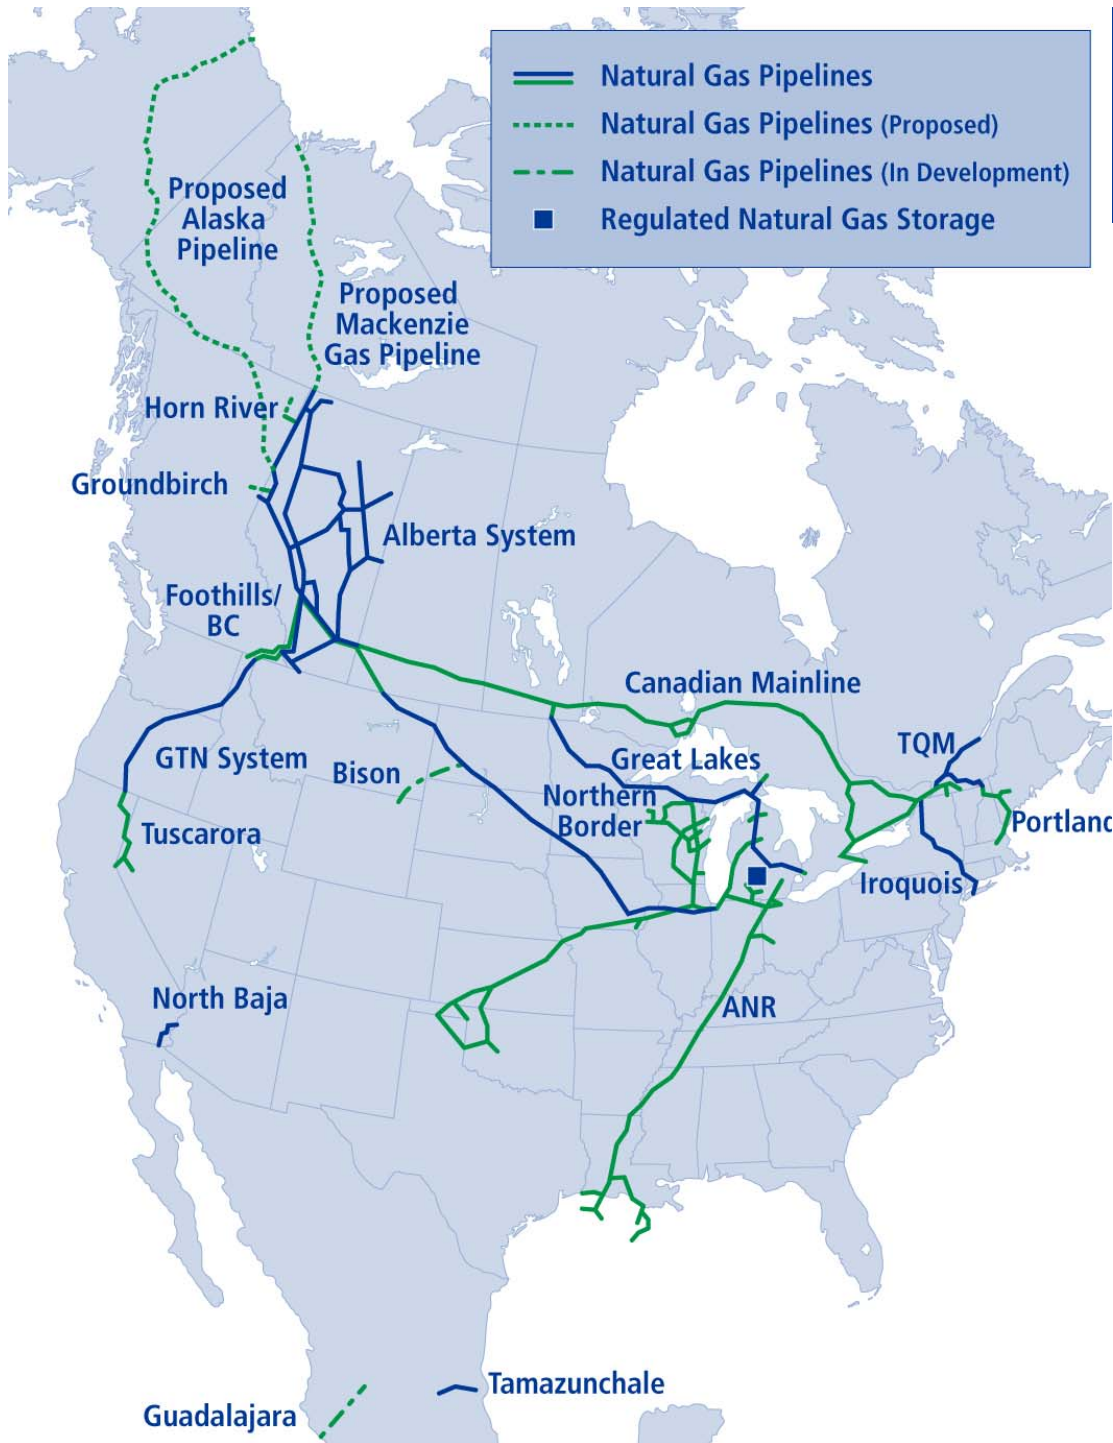 Natural Gas Pipelines
Natural Gas Pipelines (Proposed)
Natural Gas Pipelines (In Development)
Regulated Natural Gas Storage
Proposed
Alaska
Pipeline
Proposed
Mackenzie
Gas Pipeline
Horn River
Groundbirch
Alberta System
Foothills/
BC
Canadian Mainline
GTN System
Bison
Great Lakes
TQM
Northern
Border
Tuscarora
Portland
Iroquois
North Baja
ANR
Tamazunchale
Guadalajara